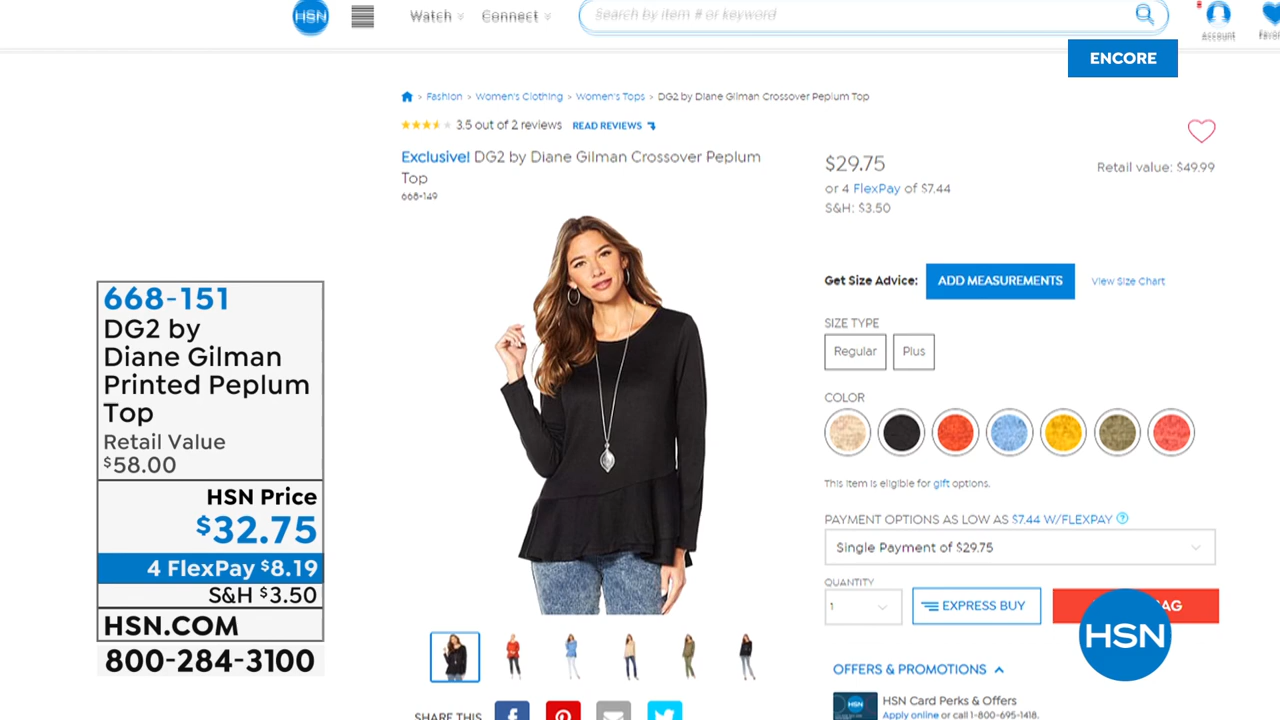 HSN
Watch
Connect
Search by item # or keyword
Account
ENCORE
Fashion > Women's Clothing > Women's Tops > DG2 by Diane Gilman Crossover Peplum Top
3.5 out of 2 reviews READ REVIEWS
Exclusive! DG2 by Diane Gilman Crossover Peplum
Top
668-149
$29.75
Retail value: $49.99
or 4 FlexPay of $7.44
S&H: $3.50
Get Size Advice: ADD MEASUREMENTS View Size Chart
SIZE TYPE
Regular Plus
COLOR
This item is eligible for gift options.
PAYMENT OPTIONS AS LOW AS $7.44 W/FLEXPAY ?
Single Payment of $29.75
QUANTITY
1
EXPRESS BUY
HSN
OFFERS & PROMOTIONS
HSN
HSN Card Perks & Offers
Apply online or call 1-800-695-1418.
SHARE THIS
668-151
DG2 by
Diane Gilman
Printed Peplum
Top
Retail Value
$58.00
HSN Price
$32.75
4 FlexPay $8.19
S&H $3.50
HSN.COM
800-284-3100